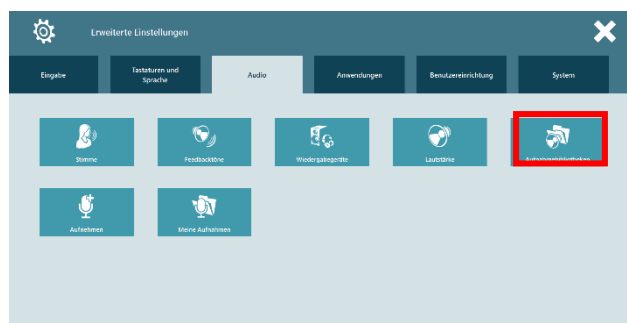 Erweiterte Einstellungen
Eingabe
Tastaturen und
Sprache
Audio
Anwendungen
Benutzereinrichtung
System
Stimme
Feedbacktöne
Wiedergabegeräte
Lautstärke
Aufnahmebibliotheken
Aufnehmen
Meine Aufnahmen